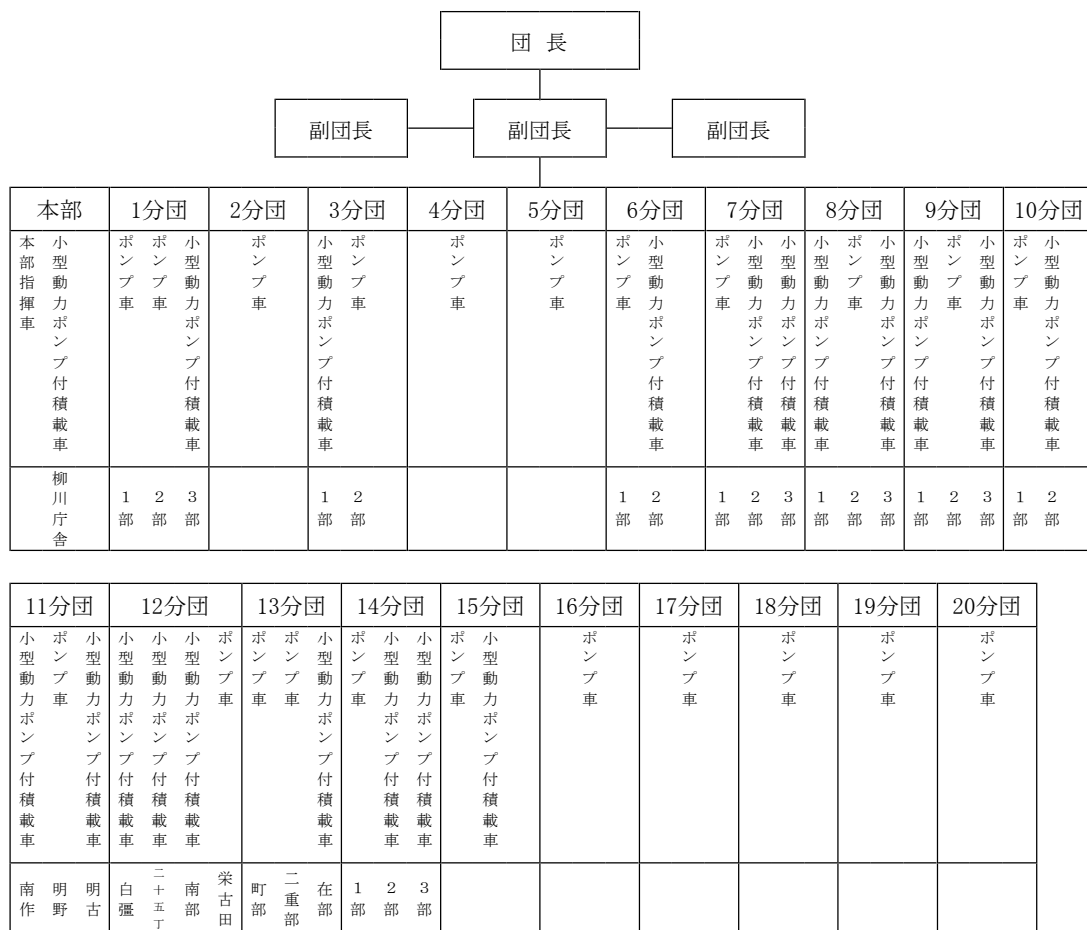 団 長
副団長 副団長 副団長
本部 1分団 2分団 3分団 4分団 5分団 6分団 7分団 8分団 9分団 10分団
本部指揮車 小型動力ポンプ付積載車 ポンプ車 ポンプ車 小型動力ポンプ付積載車 ポンプ車 小型動力ポンプ付積載車 ポンプ車 ポンプ車 ポンプ車 ポンプ車 小型動力ポンプ付積載車 ポンプ車 小型動力ポンプ付積載車 小型動力ポンプ付積載車 小型動力ポンプ付積載車 ポンプ車 小型動力ポンプ付積載車 小型動力ポンプ付積載車 ポンプ車 小型動力ポンプ付積載車 ポンプ車 小型動力ポンプ付積載車
柳川庁舎 1部 2部 3部 1部 2部 1部 2部 1部 2部 3部 1部 2部 3部 1部 2部 3部 1部 2部
11分団 12分団 13分団 14分団 15分団 16分団 17分団 18分団 19分団 20分団
小型動力ポンプ付積載車 ポンプ車 小型動力ポンプ付積載車 小型動力ポンプ付積載車 小型動力ポンプ付積載車 小型動力ポンプ付積載車 ポンプ車 ポンプ車 ポンプ車 小型動力ポンプ付積載車 ポンプ車 小型動力ポンプ付積載車 小型動力ポンプ付積載車 ポンプ車 小型動力ポンプ付積載車 ポンプ車 ポンプ車 ポンプ車 ポンプ車 ポンプ車
南作 明野 明古 白彊 二十五丁 南部 栄古田 町部 二重部 在部 1部 2部 3部